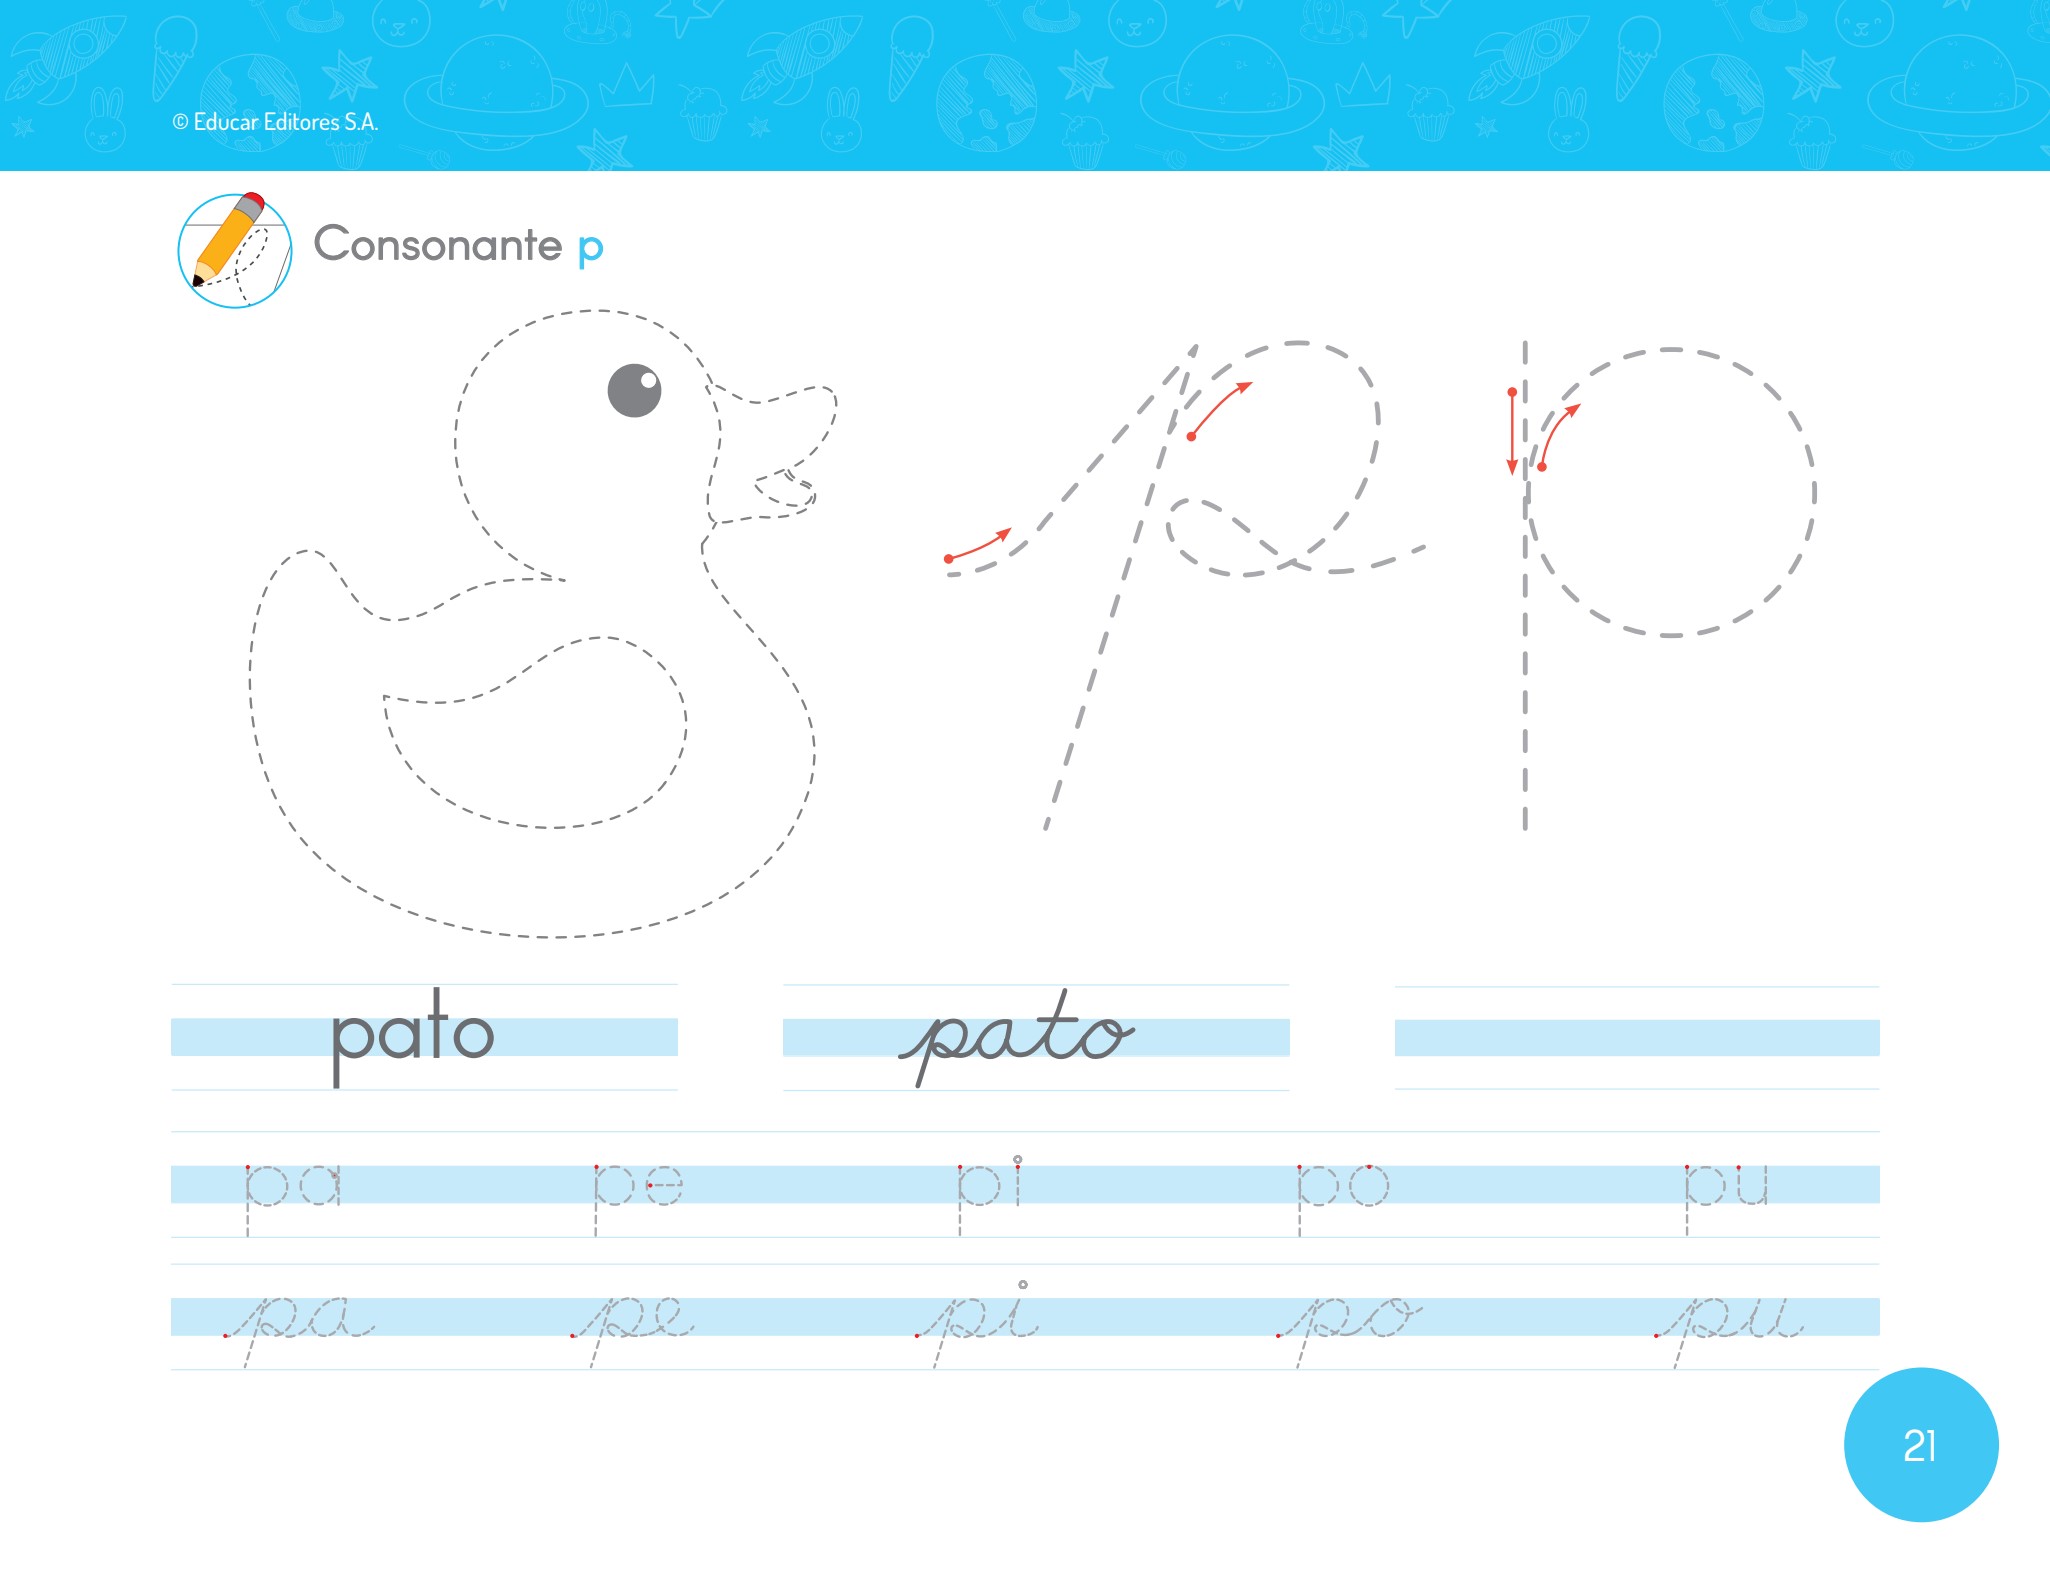 © Educar Editores S.A.
Consonante p
p p
pato pato
pa pe pi po pu
pa pe pi po pu
21